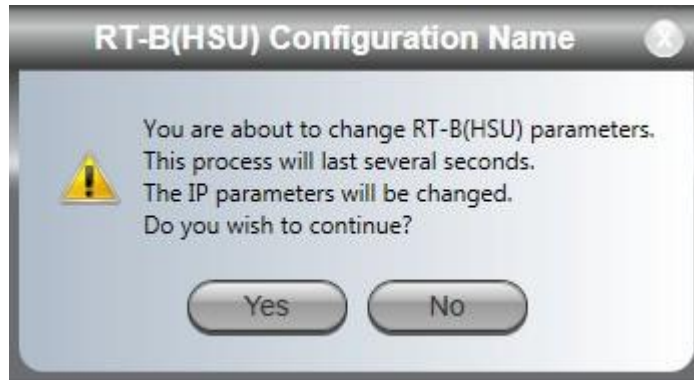 RT-B(HSU) Configuration Name
You are about to change RT-B(HSU) parameters.
This process will last several seconds.
The IP parameters will be changed.
Do you wish to continue?
Yes No